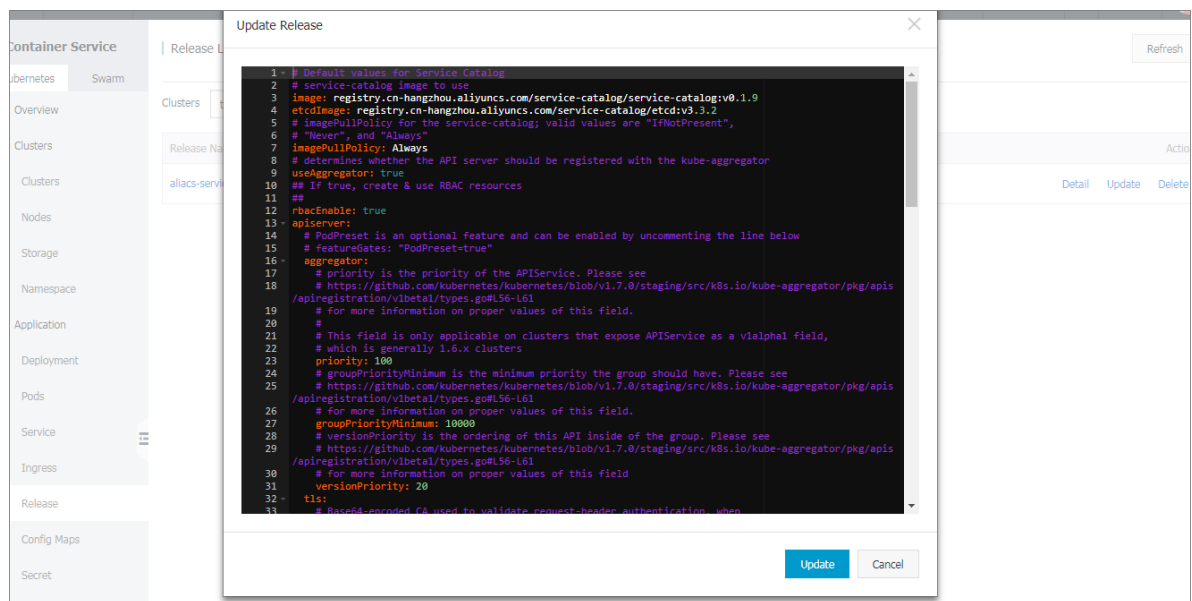 Update Release
Container Service
Kubernetes
Swarm
Overview
Clusters
Clusters
Nodes
Storage
Namespace
Application
Deployment
Pods
Service
Ingress
Release
Config Maps
Secret
Release L
Refresh
Clusters
Release Na
Actio
aliacs-servi
Detail Update Delete
1 # Default values for Service Catalog
2 # service-catalog image to use
3 image: registry.cn-hangzhou.aliyuncs.com/service-catalog/service-catalog:v0.1.9
4 etcdImage: registry.cn-hangzhou.aliyuncs.com/service-catalog/etcd:v3.3.2
5 # imagePullPolicy for the service-catalog; valid values are "IfNotPresent",
6 # "Never", and "Always"
7 imagePullPolicy: Always
8 # determines whether the API server should be registered with the kube-aggregator
9 useAggregator: true
10 ## If true, create & use RBAC resources
11 ##
12 rbacEnable: true
13 apiserver:
14 # PodPreset is an optional feature and can be enabled by uncommenting the line below
15 # featureGates: "PodPreset=true"
16 aggregator:
17 # priority is the priority of the APIService. Please see
18 # https://github.com/kubernetes/kubernetes/blob/v1.7.0/staging/src/k8s.io/kube-aggregator/pkg/apis
/apiregistration/v1beta1/types.go#L56-L61
19 # for more information on proper values of this field.
20 #
21 # This field is only applicable on clusters that expose APIService as a v1alpha1 field,
22 # which is generally 1.6.x clusters
23 priority: 100
24 # groupPriorityMinimum is the minimum priority the group should have. Please see
25 # https://github.com/kubernetes/kubernetes/blob/v1.7.0/staging/src/k8s.io/kube-aggregator/pkg/apis
/apiregistration/v1beta1/types.go#L56-L61
26 # for more information on proper values of this field.
27 groupPriorityMinimum: 10000
28 # versionPriority is the ordering of this API inside of the group. Please see
29 # https://github.com/kubernetes/kubernetes/blob/v1.7.0/staging/src/k8s.io/kube-aggregator/pkg/apis
/apiregistration/v1beta1/types.go#L56-L61
30 # for more information on proper values of this field
31 versionPriority: 20
32 tls:
33 # Base64-encoded CA used to validate request-header authentication, when
Update
Cancel